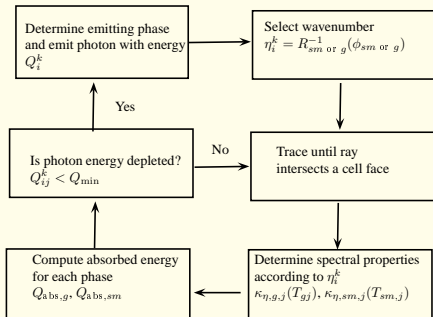 Determine emitting phase
and emit photon with energy
Q_i^k
Select wavenumber
η_i^k = R_{sm or g}^{-1}(φ_{sm or g})
Yes
Is photon energy depleted?
Q_{ij}^k < Q_min
No
Trace until ray
intersects a cell face
Compute absorbed energy
for each phase
Q_{abs,g}, Q_{abs,sm}
Determine spectral properties
according to η_i^k
κ_{η,g,j}(T_{gj}), κ_{η,sm,j}(T_{sm,j})